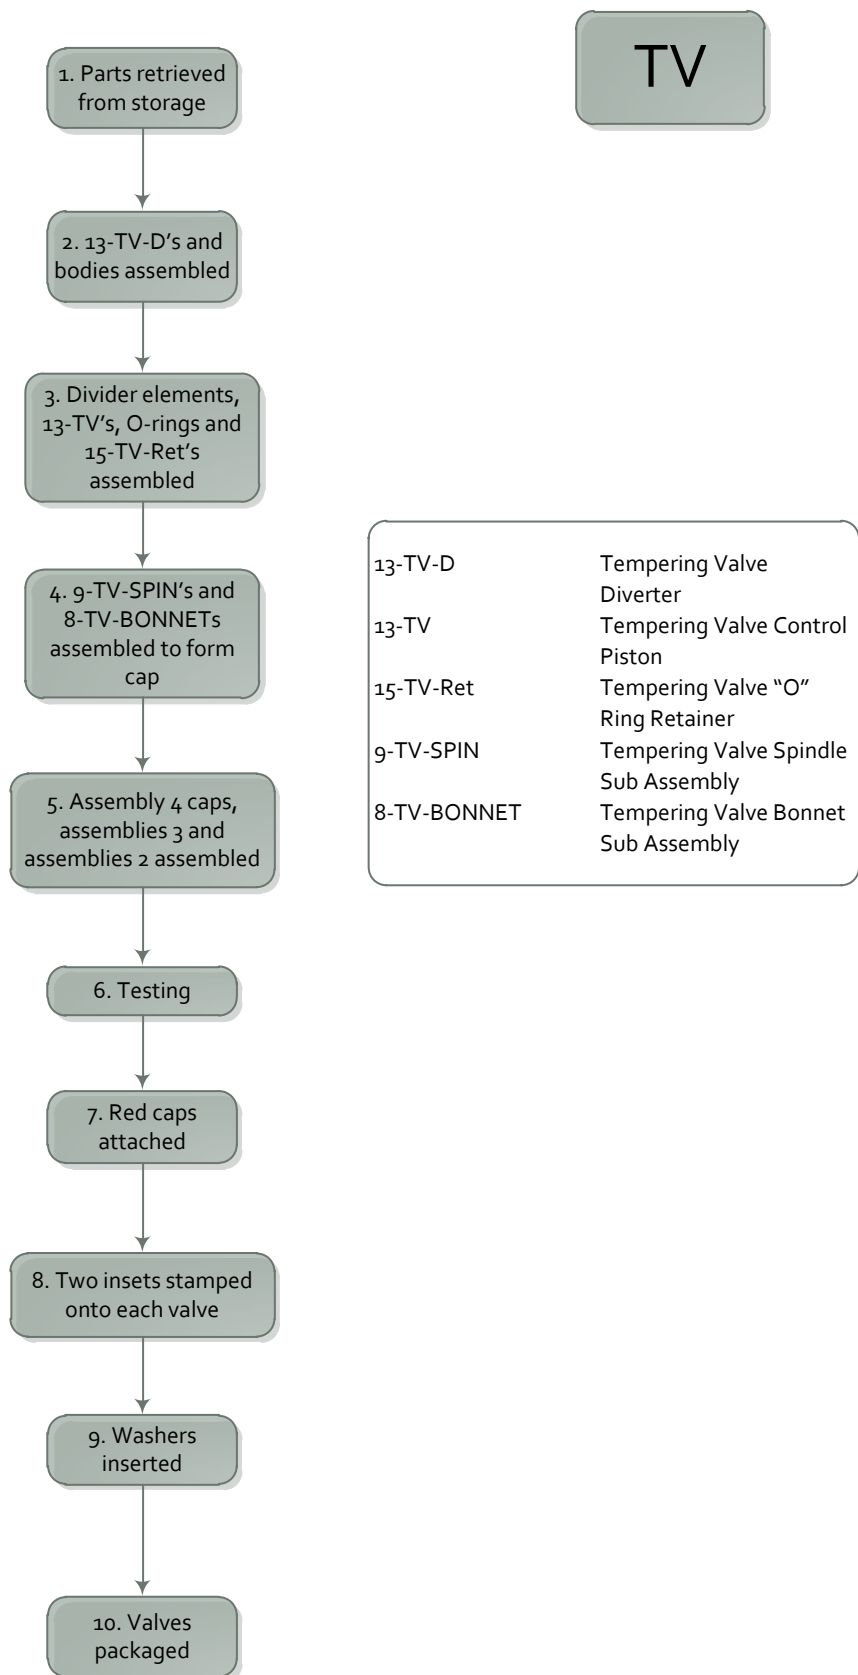 TV
1. Parts retrieved
from storage
2. 13-TV-D’s and
bodies assembled
3. Divider elements,
13-TV’s, O-rings and
15-TV-Ret’s
assembled
4. 9-TV-SPIN’s and
8-TV-BONNETs
assembled to form
cap
5. Assembly 4 caps,
assemblies 3 and
assemblies 2 assembled
6. Testing
7. Red caps
attached
8. Two insets stamped
onto each valve
9. Washers
inserted
10. Valves
packaged
13-TV-D Tempering Valve
Diverter
13-TV Tempering Valve Control
Piston
15-TV-Ret Tempering Valve “O”
Ring Retainer
9-TV-SPIN Tempering Valve Spindle
Sub Assembly
8-TV-BONNET Tempering Valve Bonnet
Sub Assembly